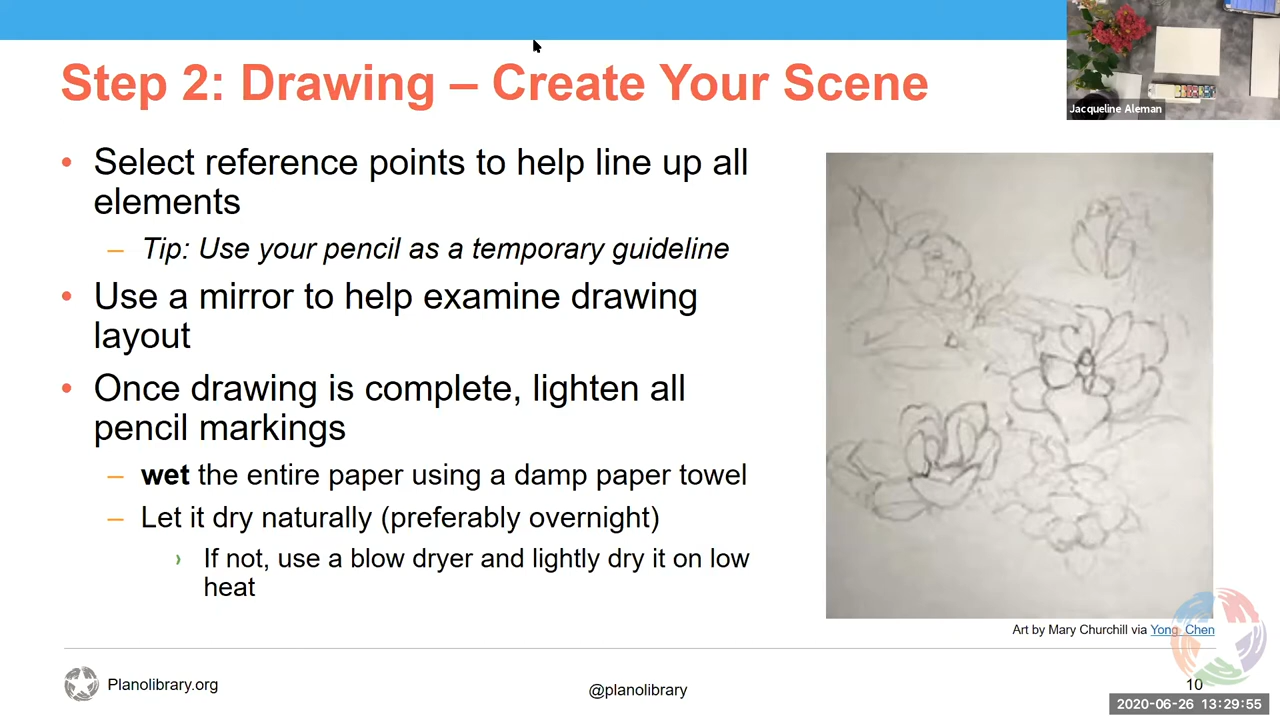 Step 2: Drawing – Create Your Scene
Jacqueline Aleman
• Select reference points to help line up all
elements
– Tip: Use your pencil as a temporary guideline
• Use a mirror to help examine drawing
layout
• Once drawing is complete, lighten all
pencil markings
– wet the entire paper using a damp paper towel
– Let it dry naturally (preferably overnight)
› If not, use a blow dryer and lightly dry it on low
heat
Art by Mary Churchill via Yong Chen
Planolibrary.org
@planolibrary
10
2020-06-26 13:29:55